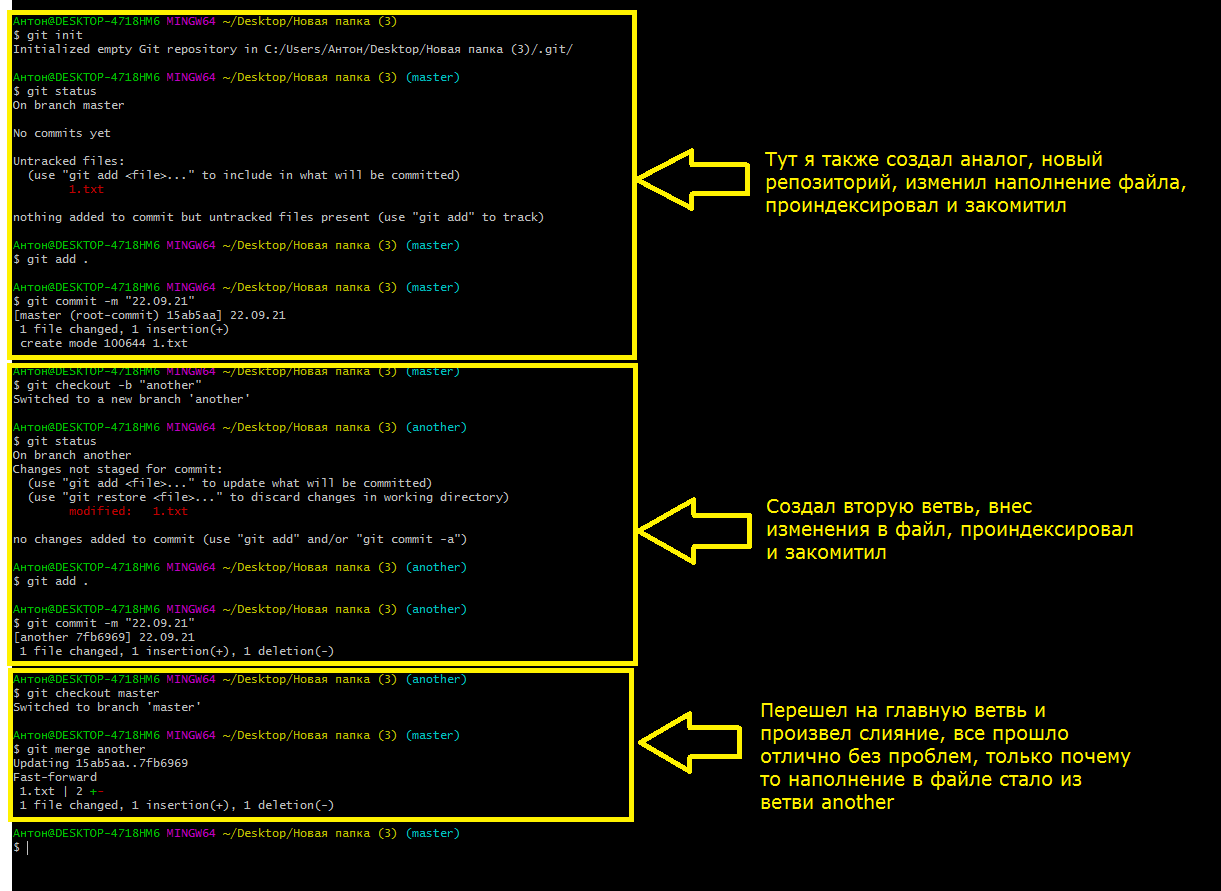 Антон@DESKTOP-4718HM6 MINGW64 ~/Desktop/Новая папка (3)
$ git init
Initialized empty Git repository in C:/Users/Антон/Desktop/Новая папка (3)/.git/
Антон@DESKTOP-4718HM6 MINGW64 ~/Desktop/Новая папка (3) (master)
$ git status
On branch master
No commits yet
Untracked files:
(use "git add <file>..." to include in what will be committed)
1.txt
nothing added to commit but untracked files present (use "git add" to track)
Антон@DESKTOP-4718HM6 MINGW64 ~/Desktop/Новая папка (3) (master)
$ git add .
Антон@DESKTOP-4718HM6 MINGW64 ~/Desktop/Новая папка (3) (master)
$ git commit -m "22.09.21"
[master (root-commit) 15ab5aa] 22.09.21
1 file changed, 1 insertion(+)
create mode 100644 1.txt
Тут я также создал аналог, новый
репозиторий, изменил наполнение файла,
проиндексировал и закомитил
Антон@DESKTOP-4718HM6 MINGW64 ~/Desktop/Новая папка (3) (master)
$ git checkout -b "another"
Switched to a new branch 'another'
Антон@DESKTOP-4718HM6 MINGW64 ~/Desktop/Новая папка (3) (another)
$ git status
On branch another
Changes not staged for commit:
(use "git add <file>..." to update what will be committed)
(use "git restore <file>..." to discard changes in working directory)
modified:   1.txt
no changes added to commit (use "git add" and/or "git commit -a")
Антон@DESKTOP-4718HM6 MINGW64 ~/Desktop/Новая папка (3) (another)
$ git add .
Антон@DESKTOP-4718HM6 MINGW64 ~/Desktop/Новая папка (3) (another)
$ git commit -m "22.09.21"
[another 7fb6969] 22.09.21
1 file changed, 1 insertion(+), 1 deletion(-)
Создал вторую ветвь, внес
изменения в файл, проиндексировал
и закомитил
Антон@DESKTOP-4718HM6 MINGW64 ~/Desktop/Новая папка (3) (another)
$ git checkout master
Switched to branch 'master'
Антон@DESKTOP-4718HM6 MINGW64 ~/Desktop/Новая папка (3) (master)
$ git merge another
Updating 15ab5aa..7fb6969
Fast-forward
1.txt | 2 +-
1 file changed, 1 insertion(+), 1 deletion(-)
Перешел на главную ветвь и
произвел слияние, все прошло
отлично без проблем, только почему
то наполнение в файле стало из
ветви another
Антон@DESKTOP-4718HM6 MINGW64 ~/Desktop/Новая папка (3) (master)
$